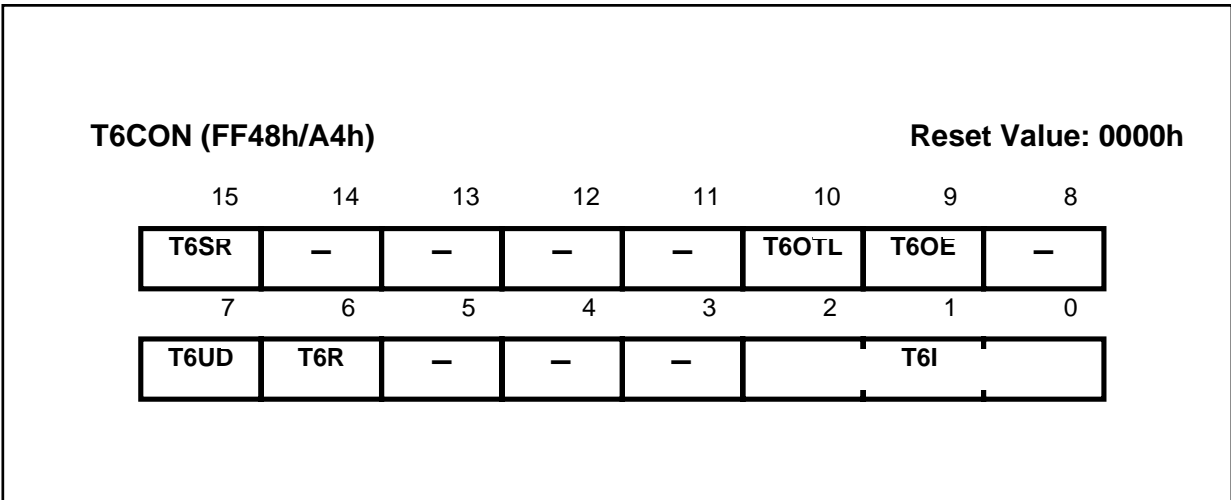 T6CON (FF48h/A4h) Reset Value: 0000h
15 14 13 12 11 10 9 8
T6SR – – – – T6OTL T6OE –
7 6 5 4 3 2 1 0
T6UD T6R – – – T6I